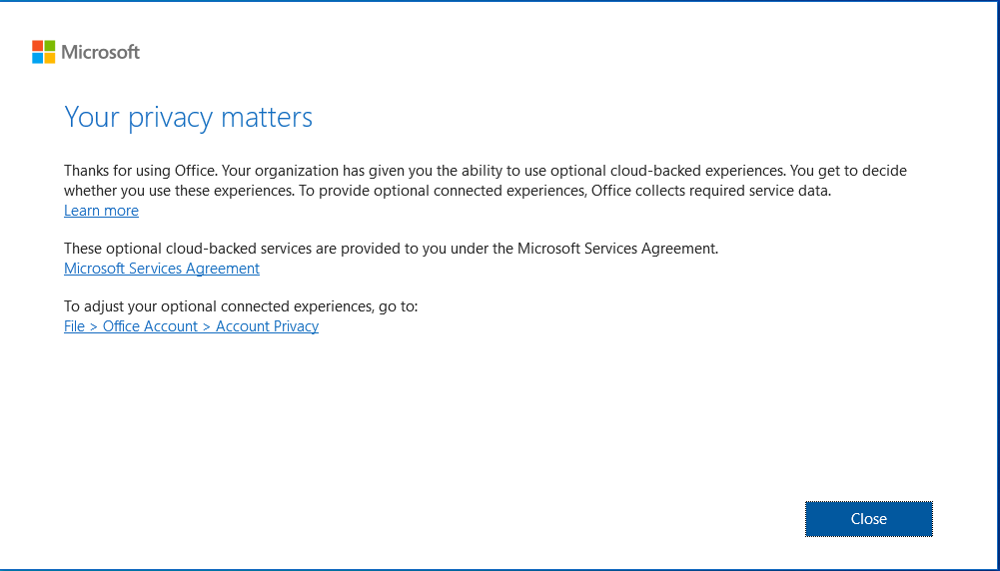 Microsoft
Your privacy matters
Thanks for using Office. Your organization has given you the ability to use optional cloud-backed experiences. You get to decide
whether you use these experiences. To provide optional connected experiences, Office collects required service data.
Learn more
These optional cloud-backed services are provided to you under the Microsoft Services Agreement.
Microsoft Services Agreement
To adjust your optional connected experiences, go to:
File > Office Account > Account Privacy
Close